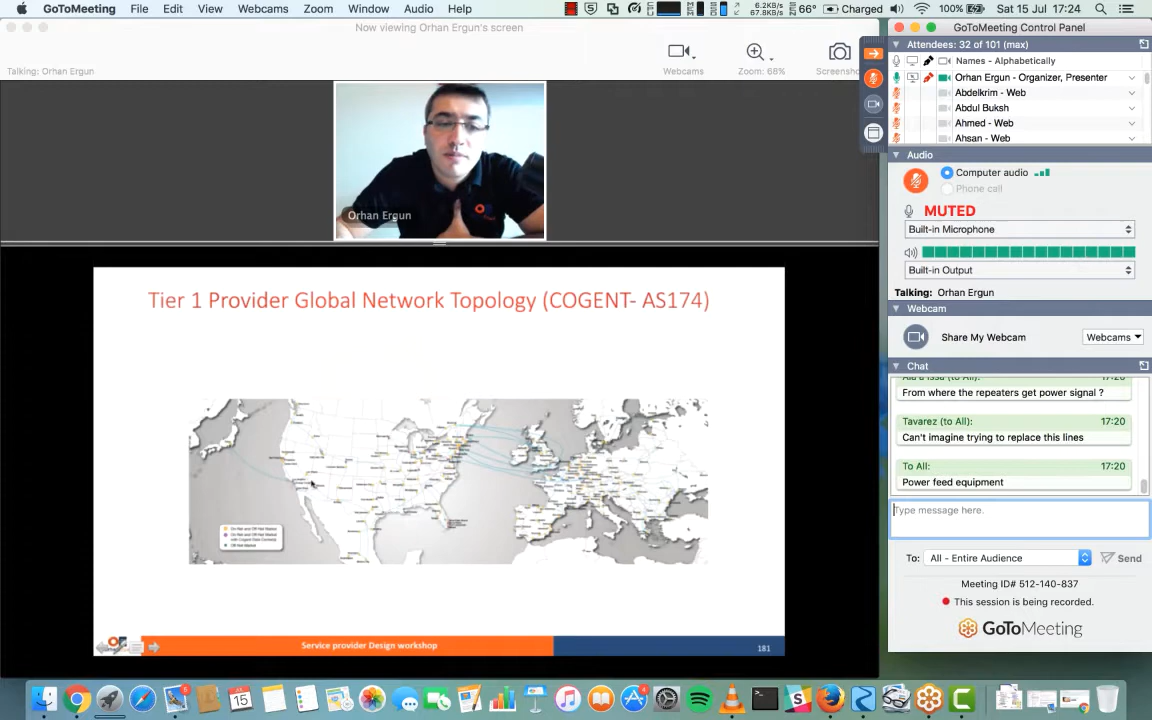 GoToMeeting File Edit View Webcams Zoom Window Audio Help
6.2KB/s
67.8KB/s
66° Charged 100% Sat 15 Jul 17:24
Now viewing Orhan Ergun's screen
Talking: Orhan Ergun
Webcams
Zoom: 68%
Screensho
Orhan Ergun
Tier 1 Provider Global Network Topology (COGENT- AS174)
Service provider Design workshop
181
GoToMeeting Control Panel
Attendees: 32 of 101 (max)
Names - Alphabetically
Orhan Ergun - Organizer, Presenter
Abdelkrim - Web
Abdul Buksh
Ahmed - Web
Ahsan - Web
Audio
Computer audio
Phone call
MUTED
Built-in Microphone
Built-in Output
Talking: Orhan Ergun
Webcam
Share My Webcam
Webcams
Chat
From where the repeaters get power signal ?
Tavarez (to All): 17:20
Can't imagine trying to replace this lines
To All: 17:20
Power feed equipment
Type message here.
To: All - Entire Audience
Send
Meeting ID# 512-140-837
This session is being recorded.
GoToMeeting